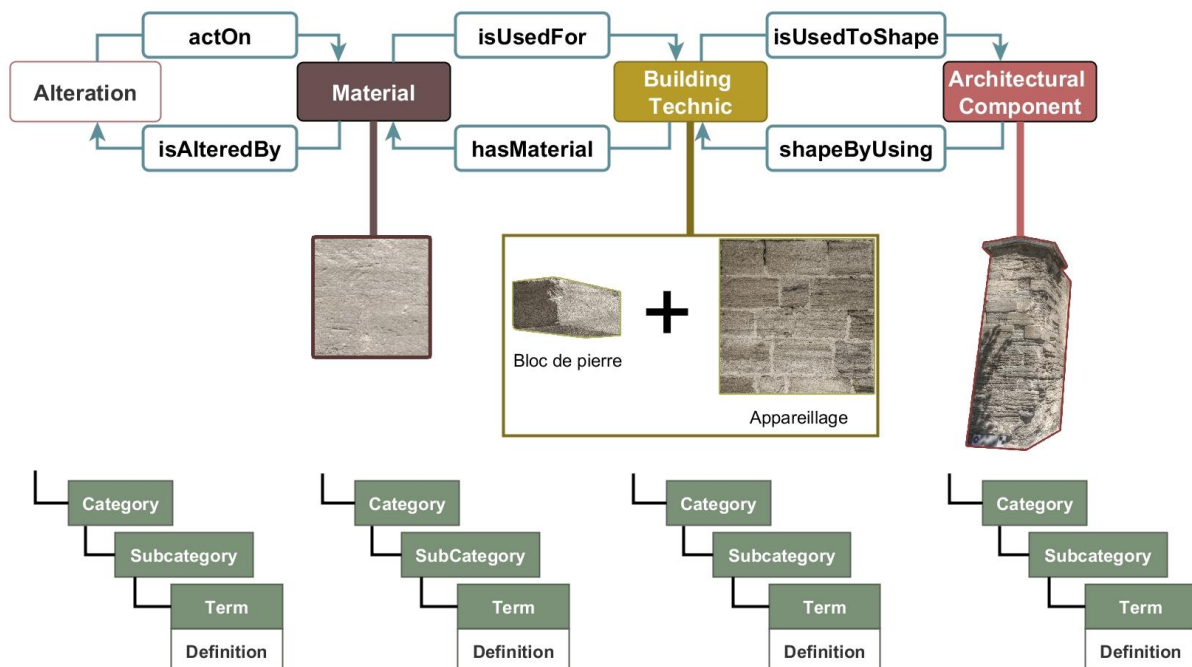 actOn
isUsedFor
isUsedToShape
Alteration
Material
Building
Technic
Architectural
Component
isAlteredBy
hasMaterial
shapeByUsing
Bloc de pierre
Appareillage
Category
Subcategory
Term
Definition
Category
SubCategory
Term
Definition
Category
Subcategory
Term
Definition
Category
Subcategory
Term
Definition